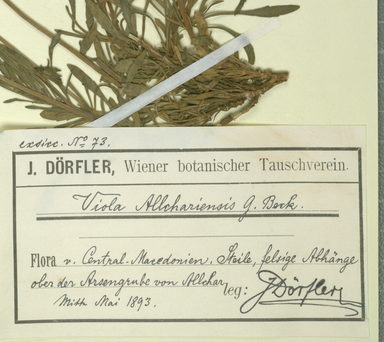 exsicc. No 73.
J. DÖRFLER, Wiener botanischer Tauschverein.
Viola Allchariensis G. Beck.
Flora v. Central-Macedonien. Steile, felsige Abhänge
ober der Arsengrube von Allchar
Mitte Mai 1893.
leg: J Dörfler